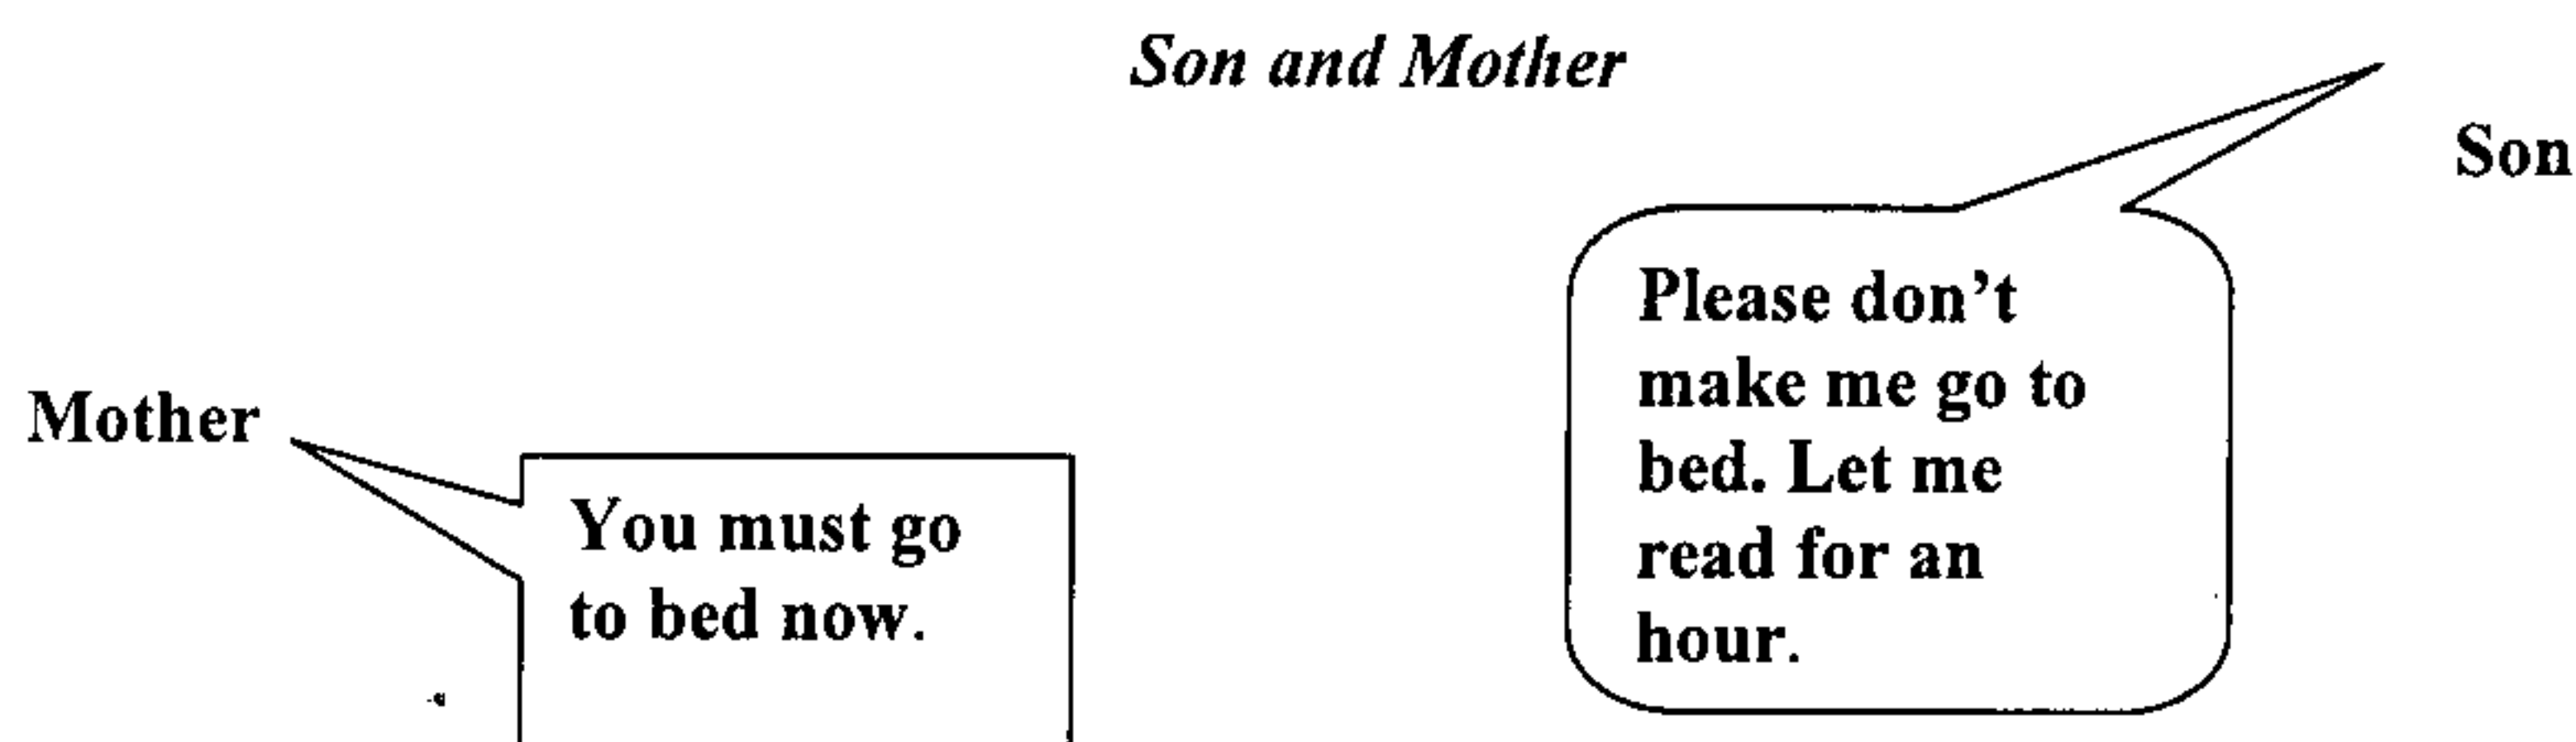 Son and Mother
Son
Please don't
make me go to
bed. Let me
read for an
hour.
Mother
You must go
to bed now.